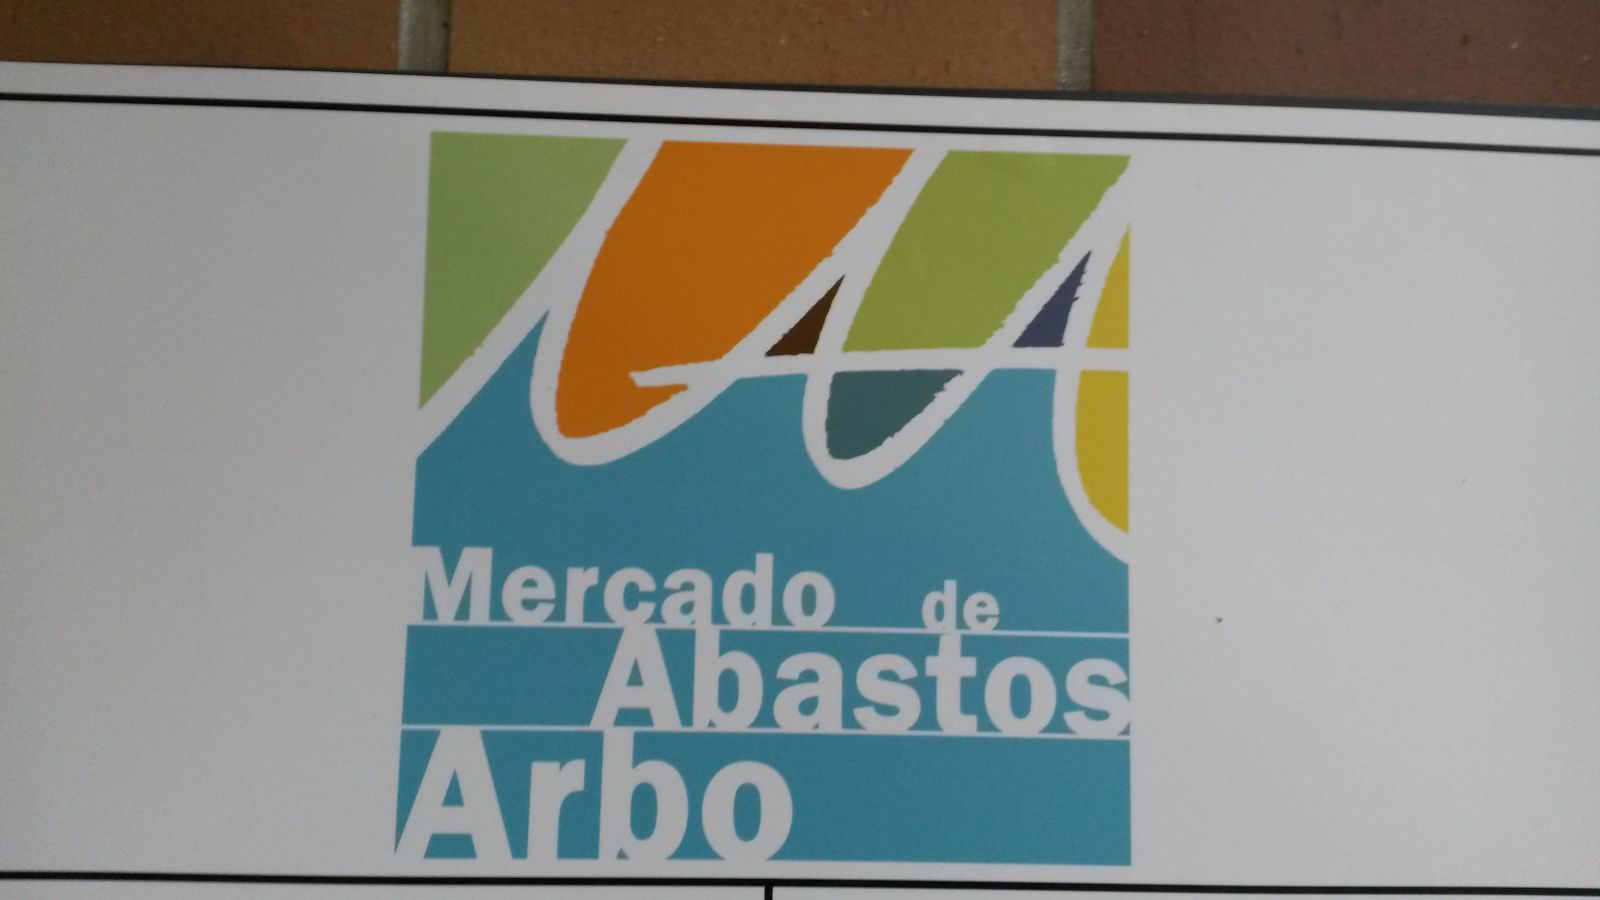 Mercado de
Abastos
Arbo